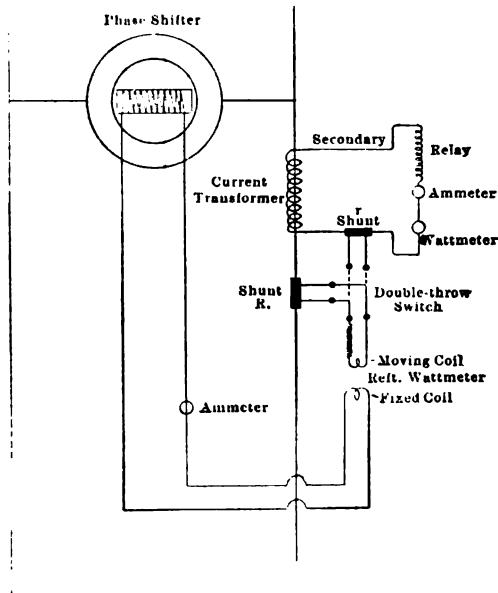 Phase Shifter
Secondary
Relay
Current
Transformer
Ammeter
r
Shunt
Wattmeter
Shunt
R.
Double-throw
Switch
Moving Coil
Refl. Wattmeter
Fixed Coil
Ammeter